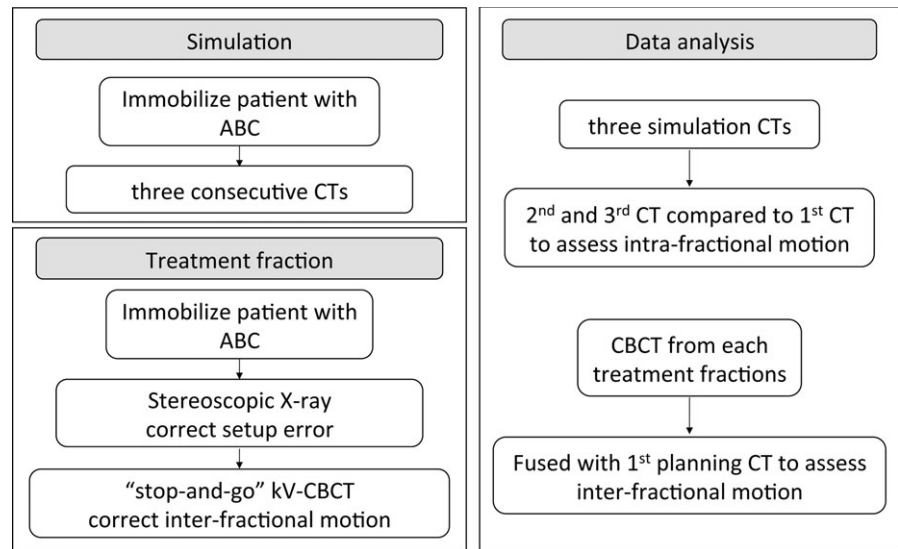 Simulation
Immobilize patient with
ABC
three consecutive CTs
Treatment fraction
Immobilize patient with
ABC
Stereoscopic X-ray
correct setup error
“stop-and-go” kV-CBCT
correct inter-fractional motion
Data analysis
three simulation CTs
2nd and 3rd CT compared to 1st CT
to assess intra-fractional motion
CBCT from each
treatment fractions
Fused with 1st planning CT to assess
inter-fractional motion